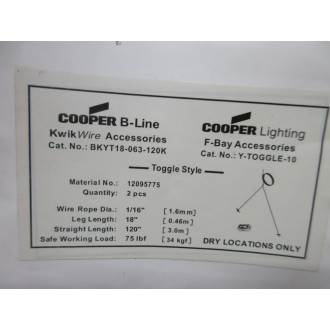 COOPER B-Line
KwikWire Accessories
Cat. No.: BKYT18-063-120K
COOPER Lighting
F-Bay Accessories
Cat. No.: Y-TOGGLE-10
Toggle Style
Material No.: 12095775
Quantity: 2 pcs
Wire Rope Dia.: 1/16" [1.6mm]
Leg Length: 18" [0.46m]
Straight Length: 120" [3.0m]
Safe Working Load: 75 lbf [34 kgf]
DRY LOCATIONS ONLY